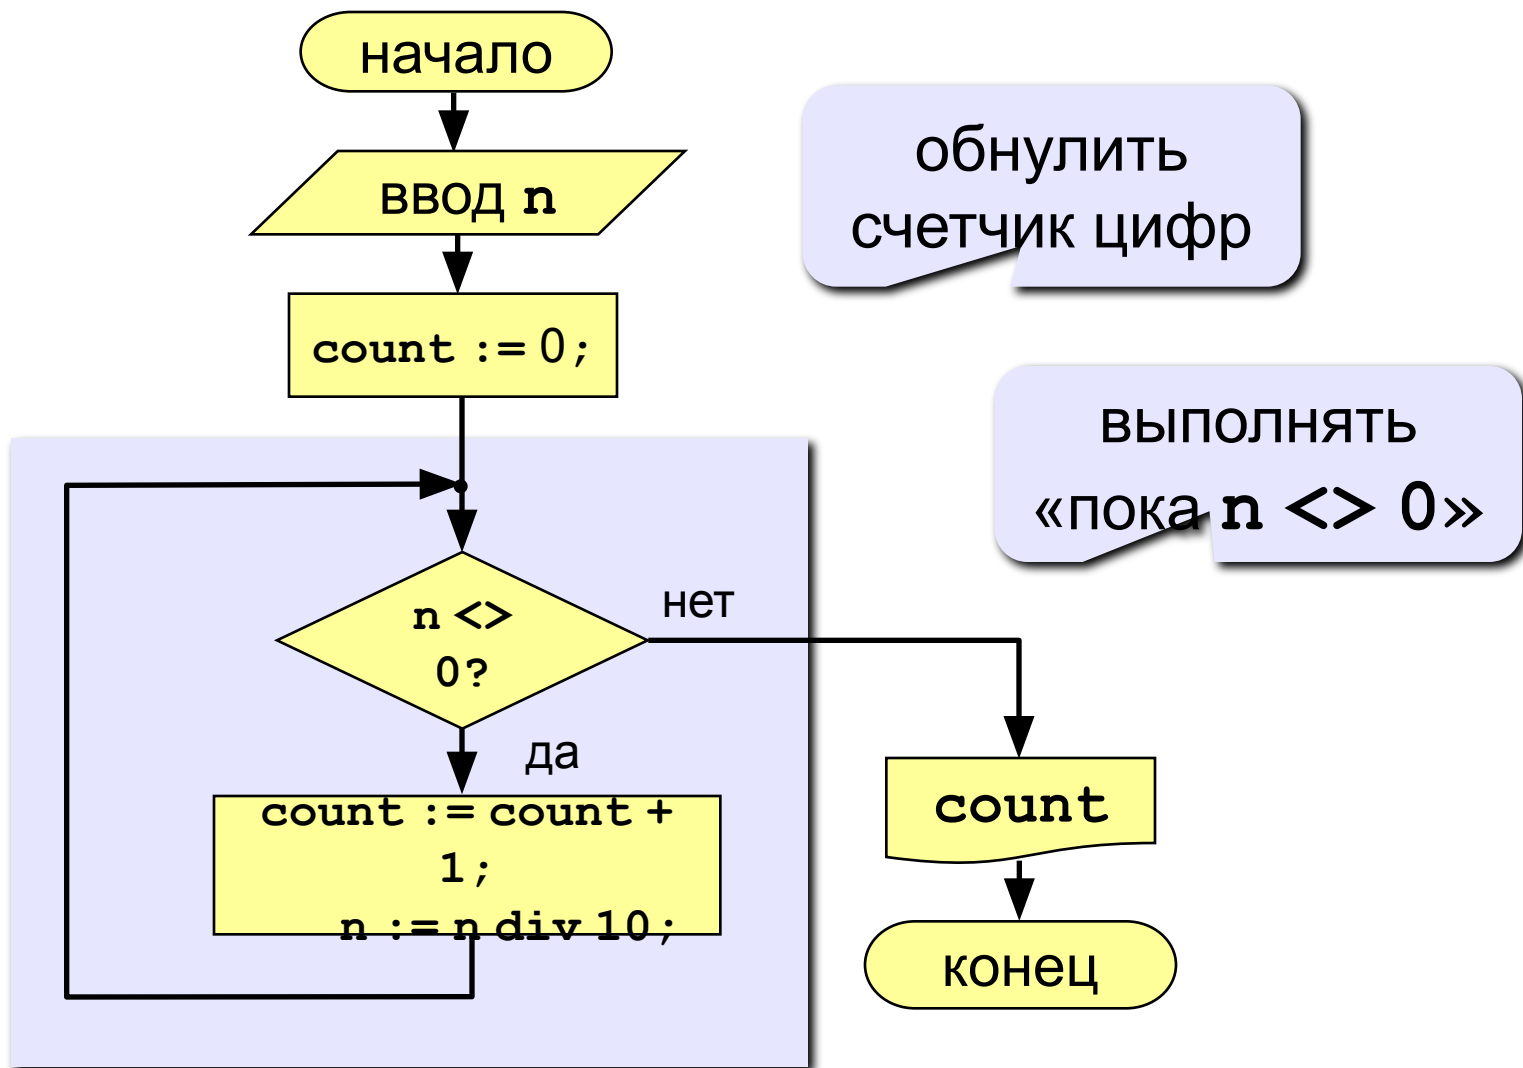 начало
ввод n
обнулить
счетчик цифр
count := 0;
выполнять
«пока n <> 0»
n <>
0?
нет
да
count := count +
1;
n := n div 10;
count
конец